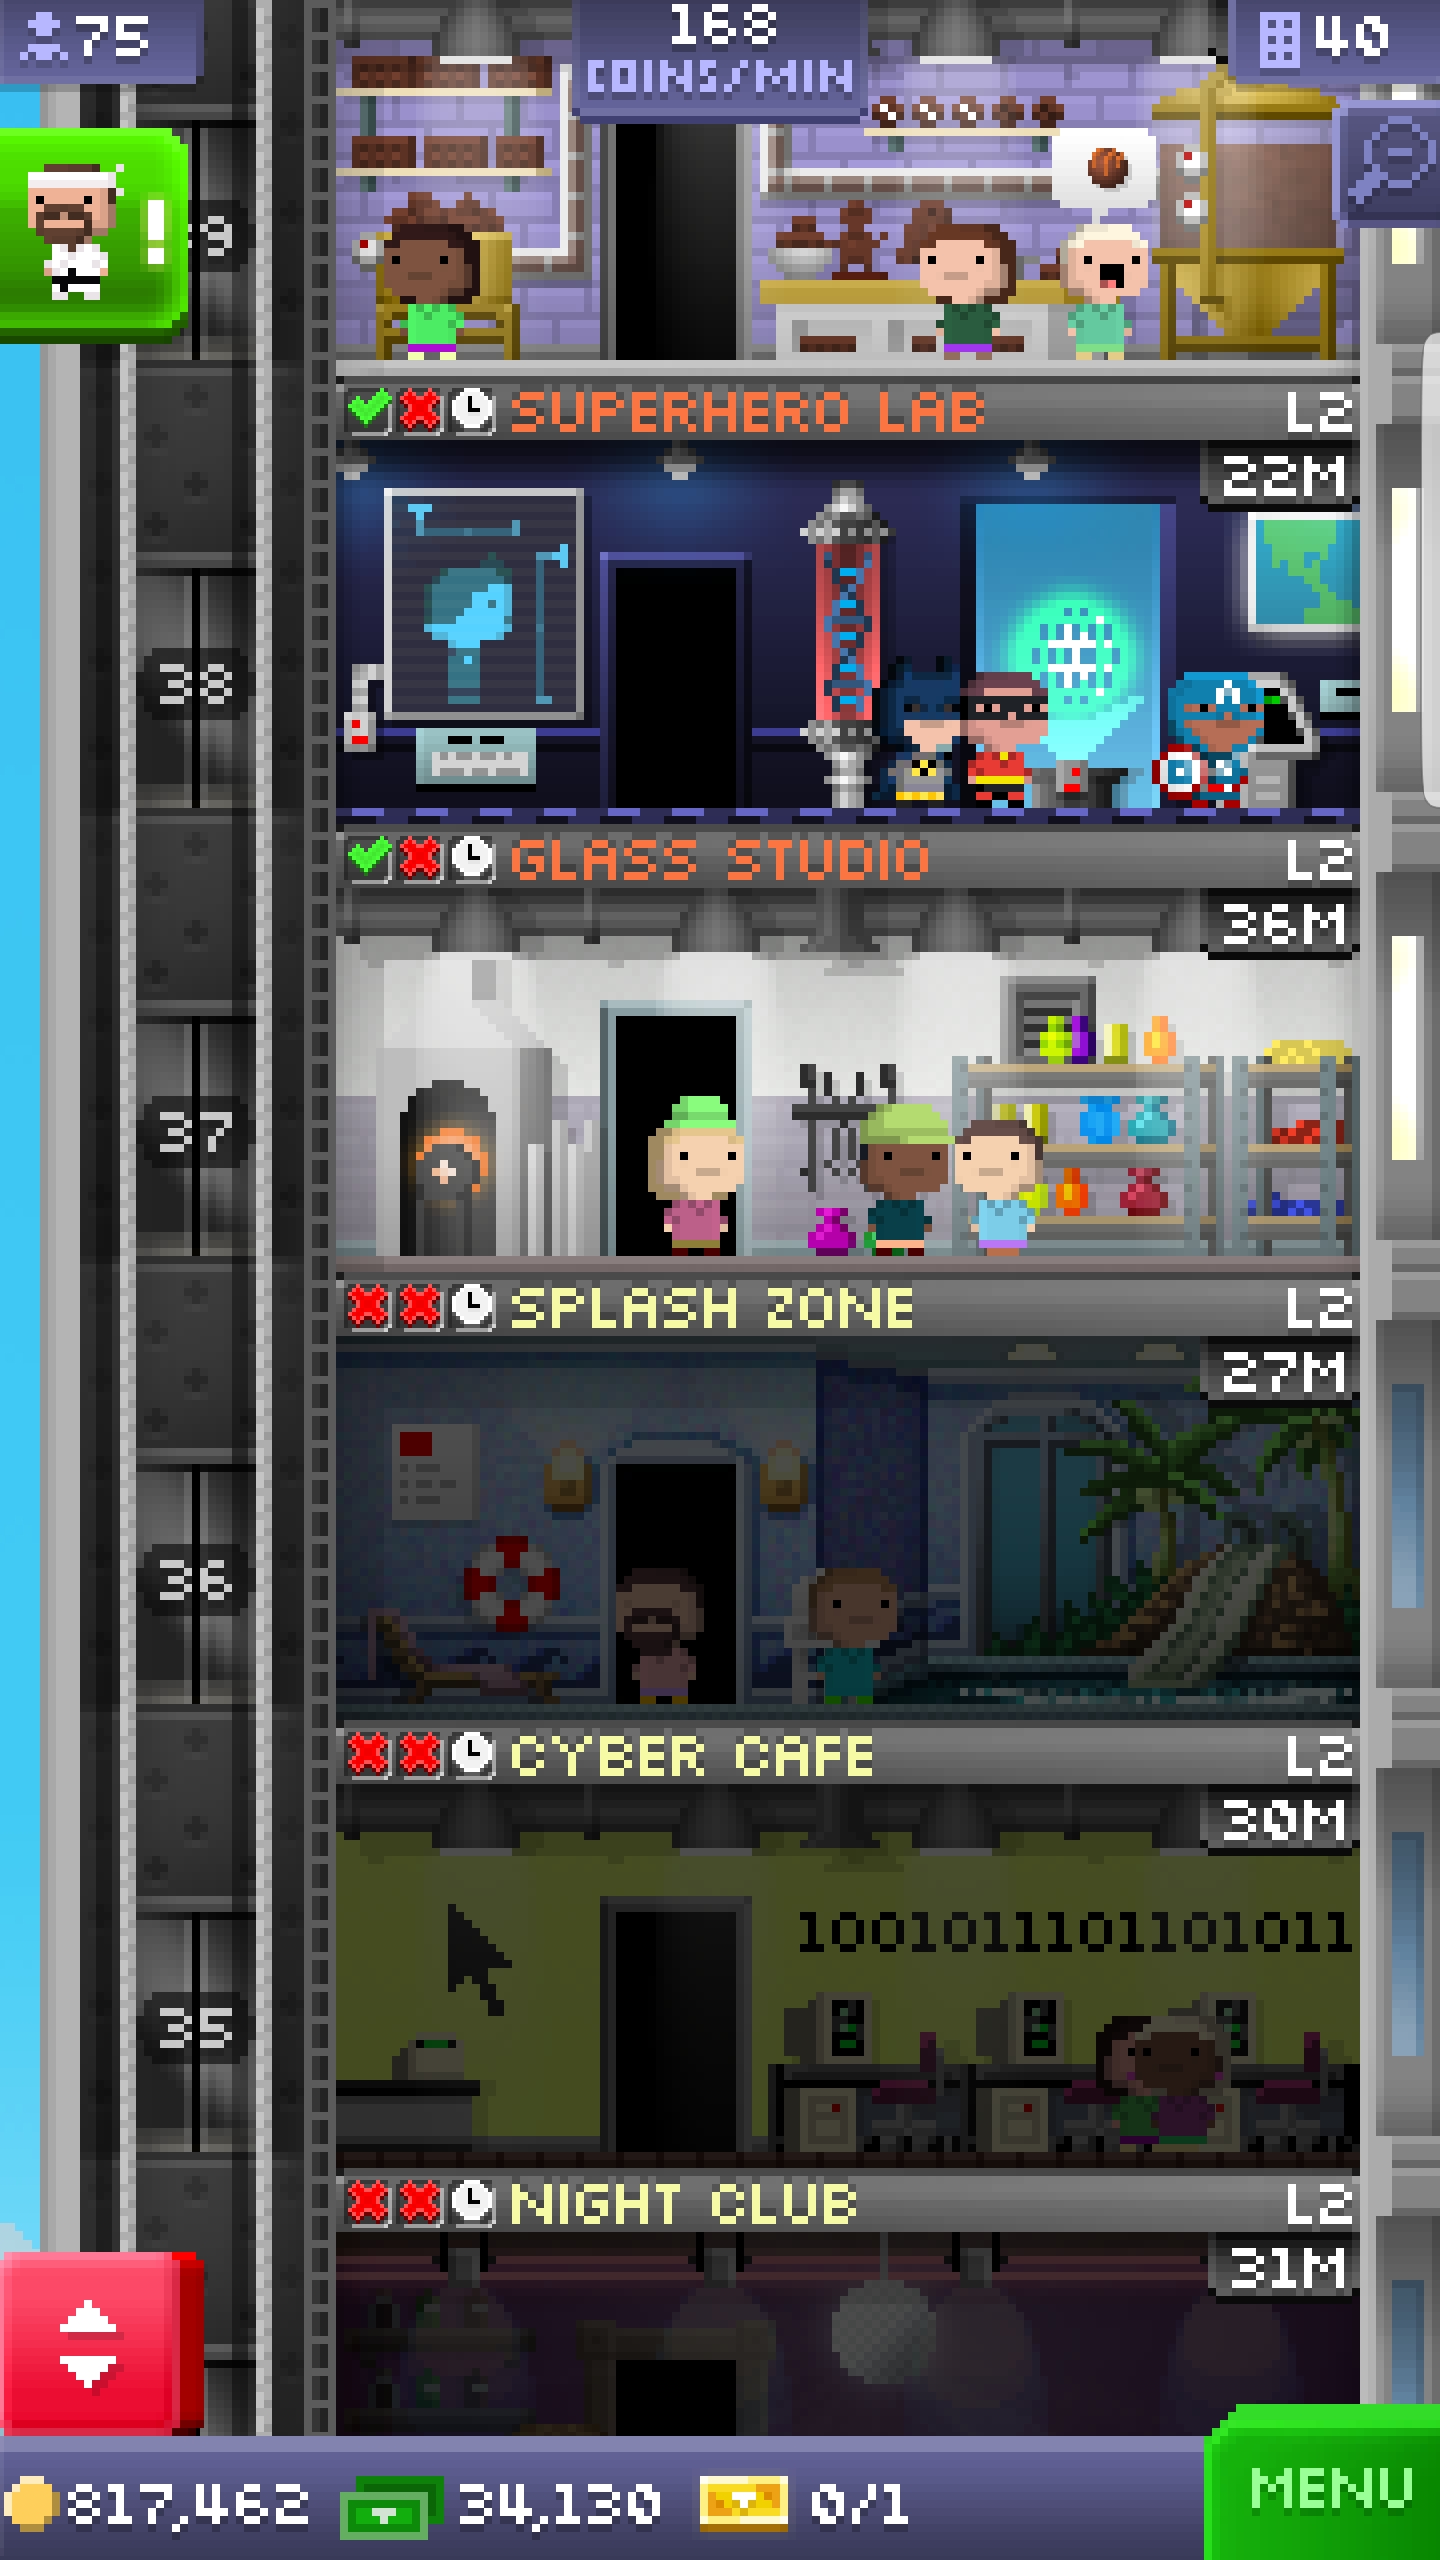 75
168
COINS/MIN
40
!
SUPERHERO LAB L2
22M
38
GLASS STUDIO L2
36M
37
SPLASH ZONE L2
27M
36
CYBER CAFE L2
30M
1001011101101011
35
NIGHT CLUB L2
31M
817,462 34,130 0/1
MENU